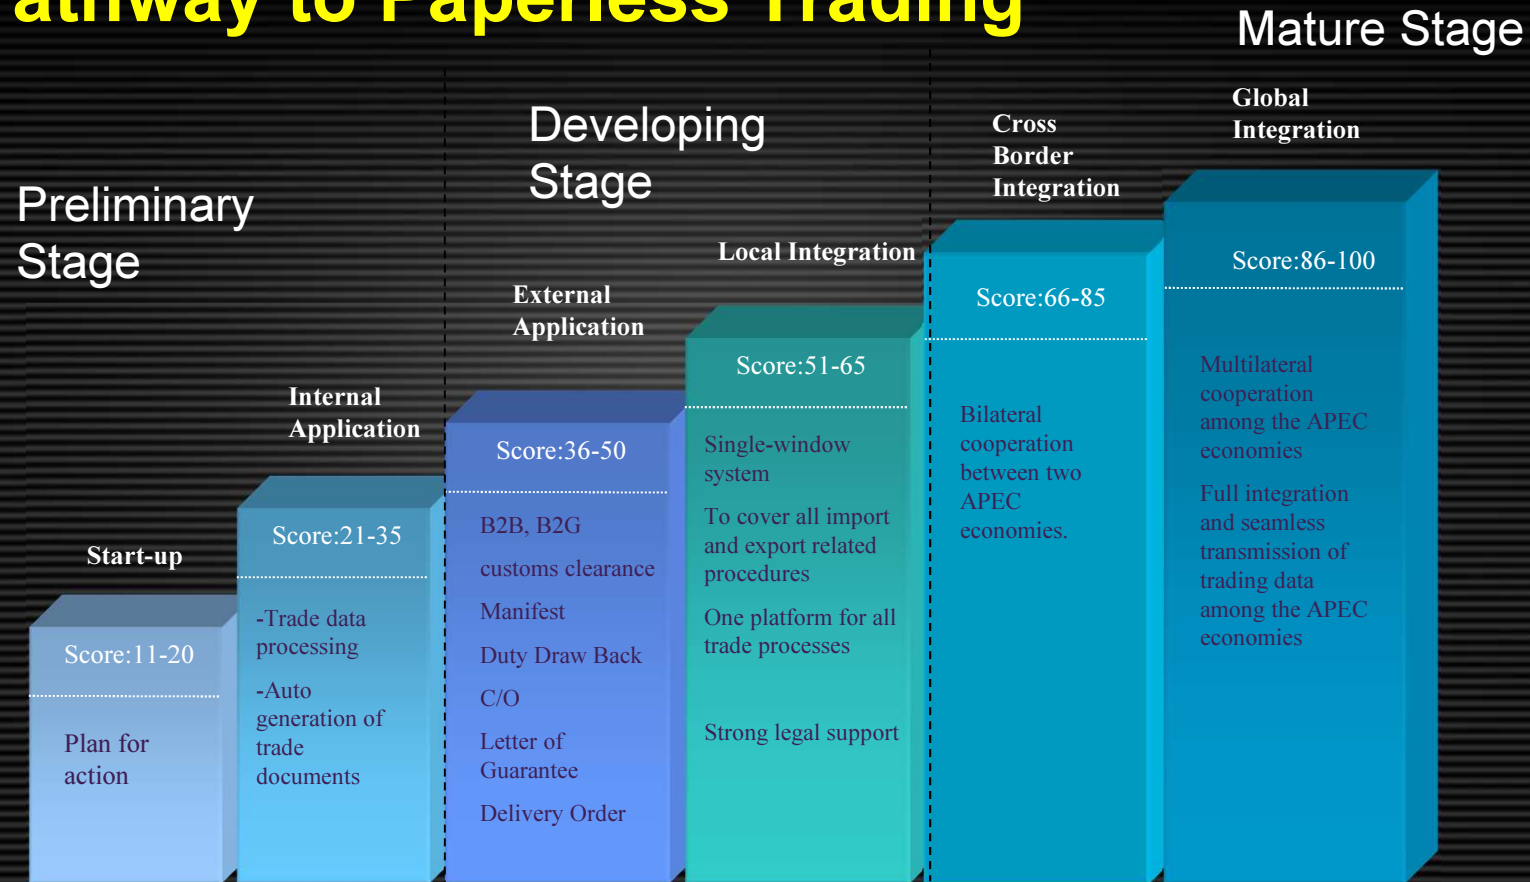 athway to Paperless Trading
Mature Stage
Preliminary
Stage
Developing
Stage
Start-up
Score:11-20
Plan for
action
Internal
Application
Score:21-35
-Trade data
processing
-Auto
generation of
trade
documents
External
Application
Score:36-50
B2B, B2G
customs clearance
Manifest
Duty Draw Back
C/O
Letter of
Guarantee
Delivery Order
Local Integration
Score:51-65
Single-window
system
To cover all import
and export related
procedures
One platform for all
trade processes
Strong legal support
Cross
Border
Integration
Score:66-85
Bilateral
cooperation
between two
APEC
economies.
Global
Integration
Score:86-100
Multilateral
cooperation
among the APEC
economies
Full integration
and seamless
transmission of
trading data
among the APEC
economies